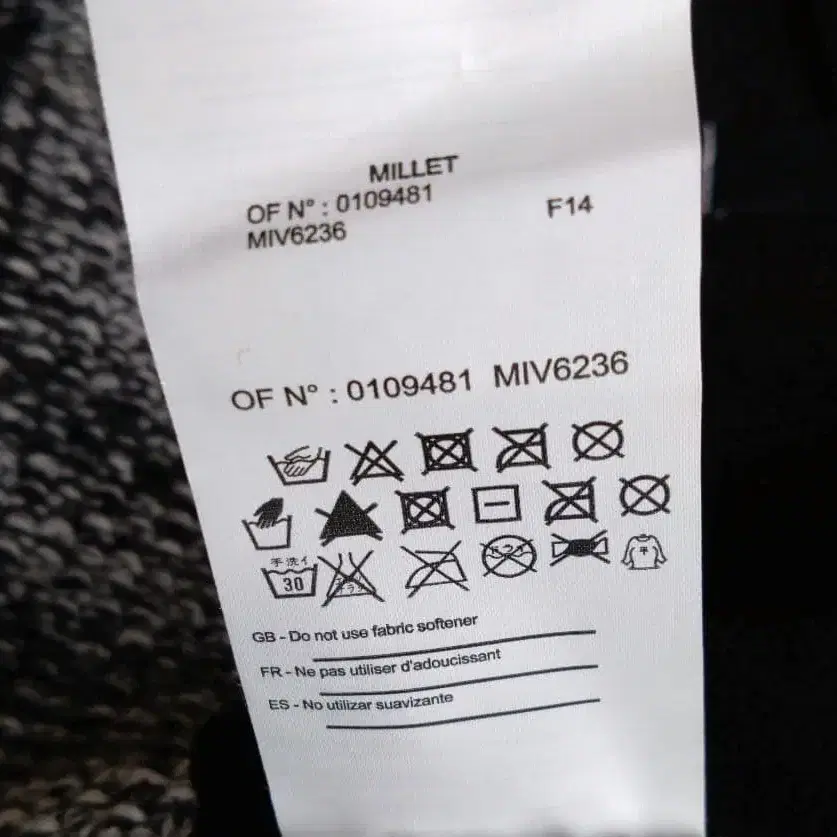 MILLET
OF N° : 0109481
F14
MIV6236
OF N° : 0109481 MIV6236
手洗イ
30
GB - Do not use fabric softener
FR - Ne pas utiliser d'adoucissant
ES - No utilizar suavizante